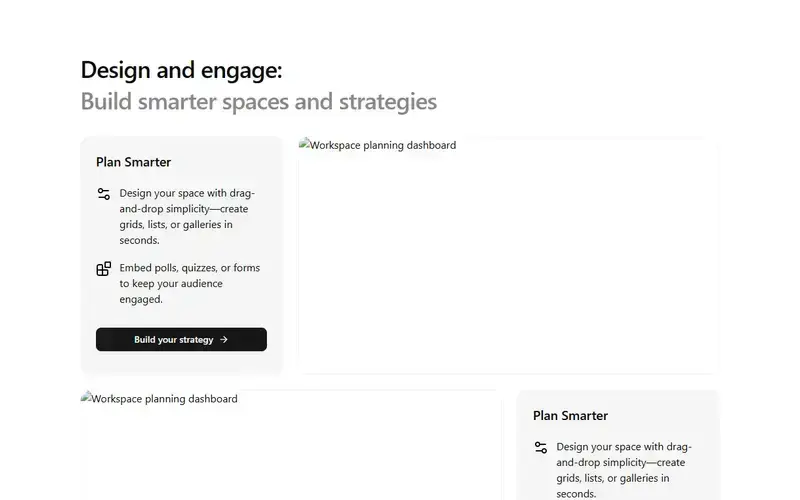 Design and engage:
Build smarter spaces and strategies
Plan Smarter
Design your space with drag-
and-drop simplicity—create
grids, lists, or galleries in
seconds.
Embed polls, quizzes, or forms
to keep your audience
engaged.
Build your strategy
Workspace planning dashboard
Workspace planning dashboard
Plan Smarter
Design your space with drag-
and-drop simplicity—create
grids, lists, or galleries in
seconds.